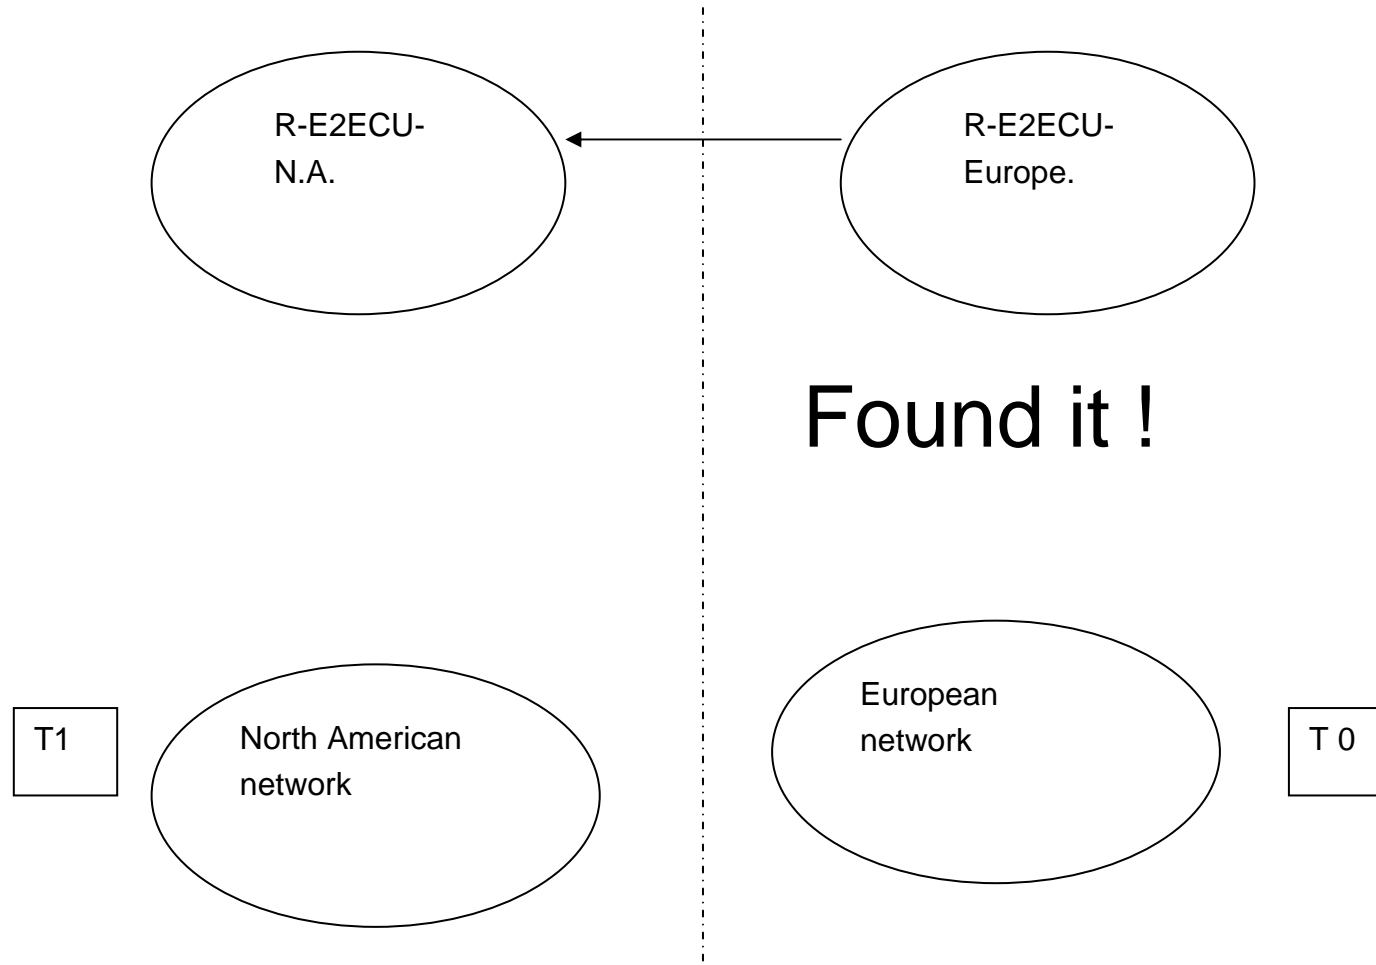 R-E2ECU-
N.A.
R-E2ECU-
Europe.
Found it !
European
network
T1
North American
network
T 0